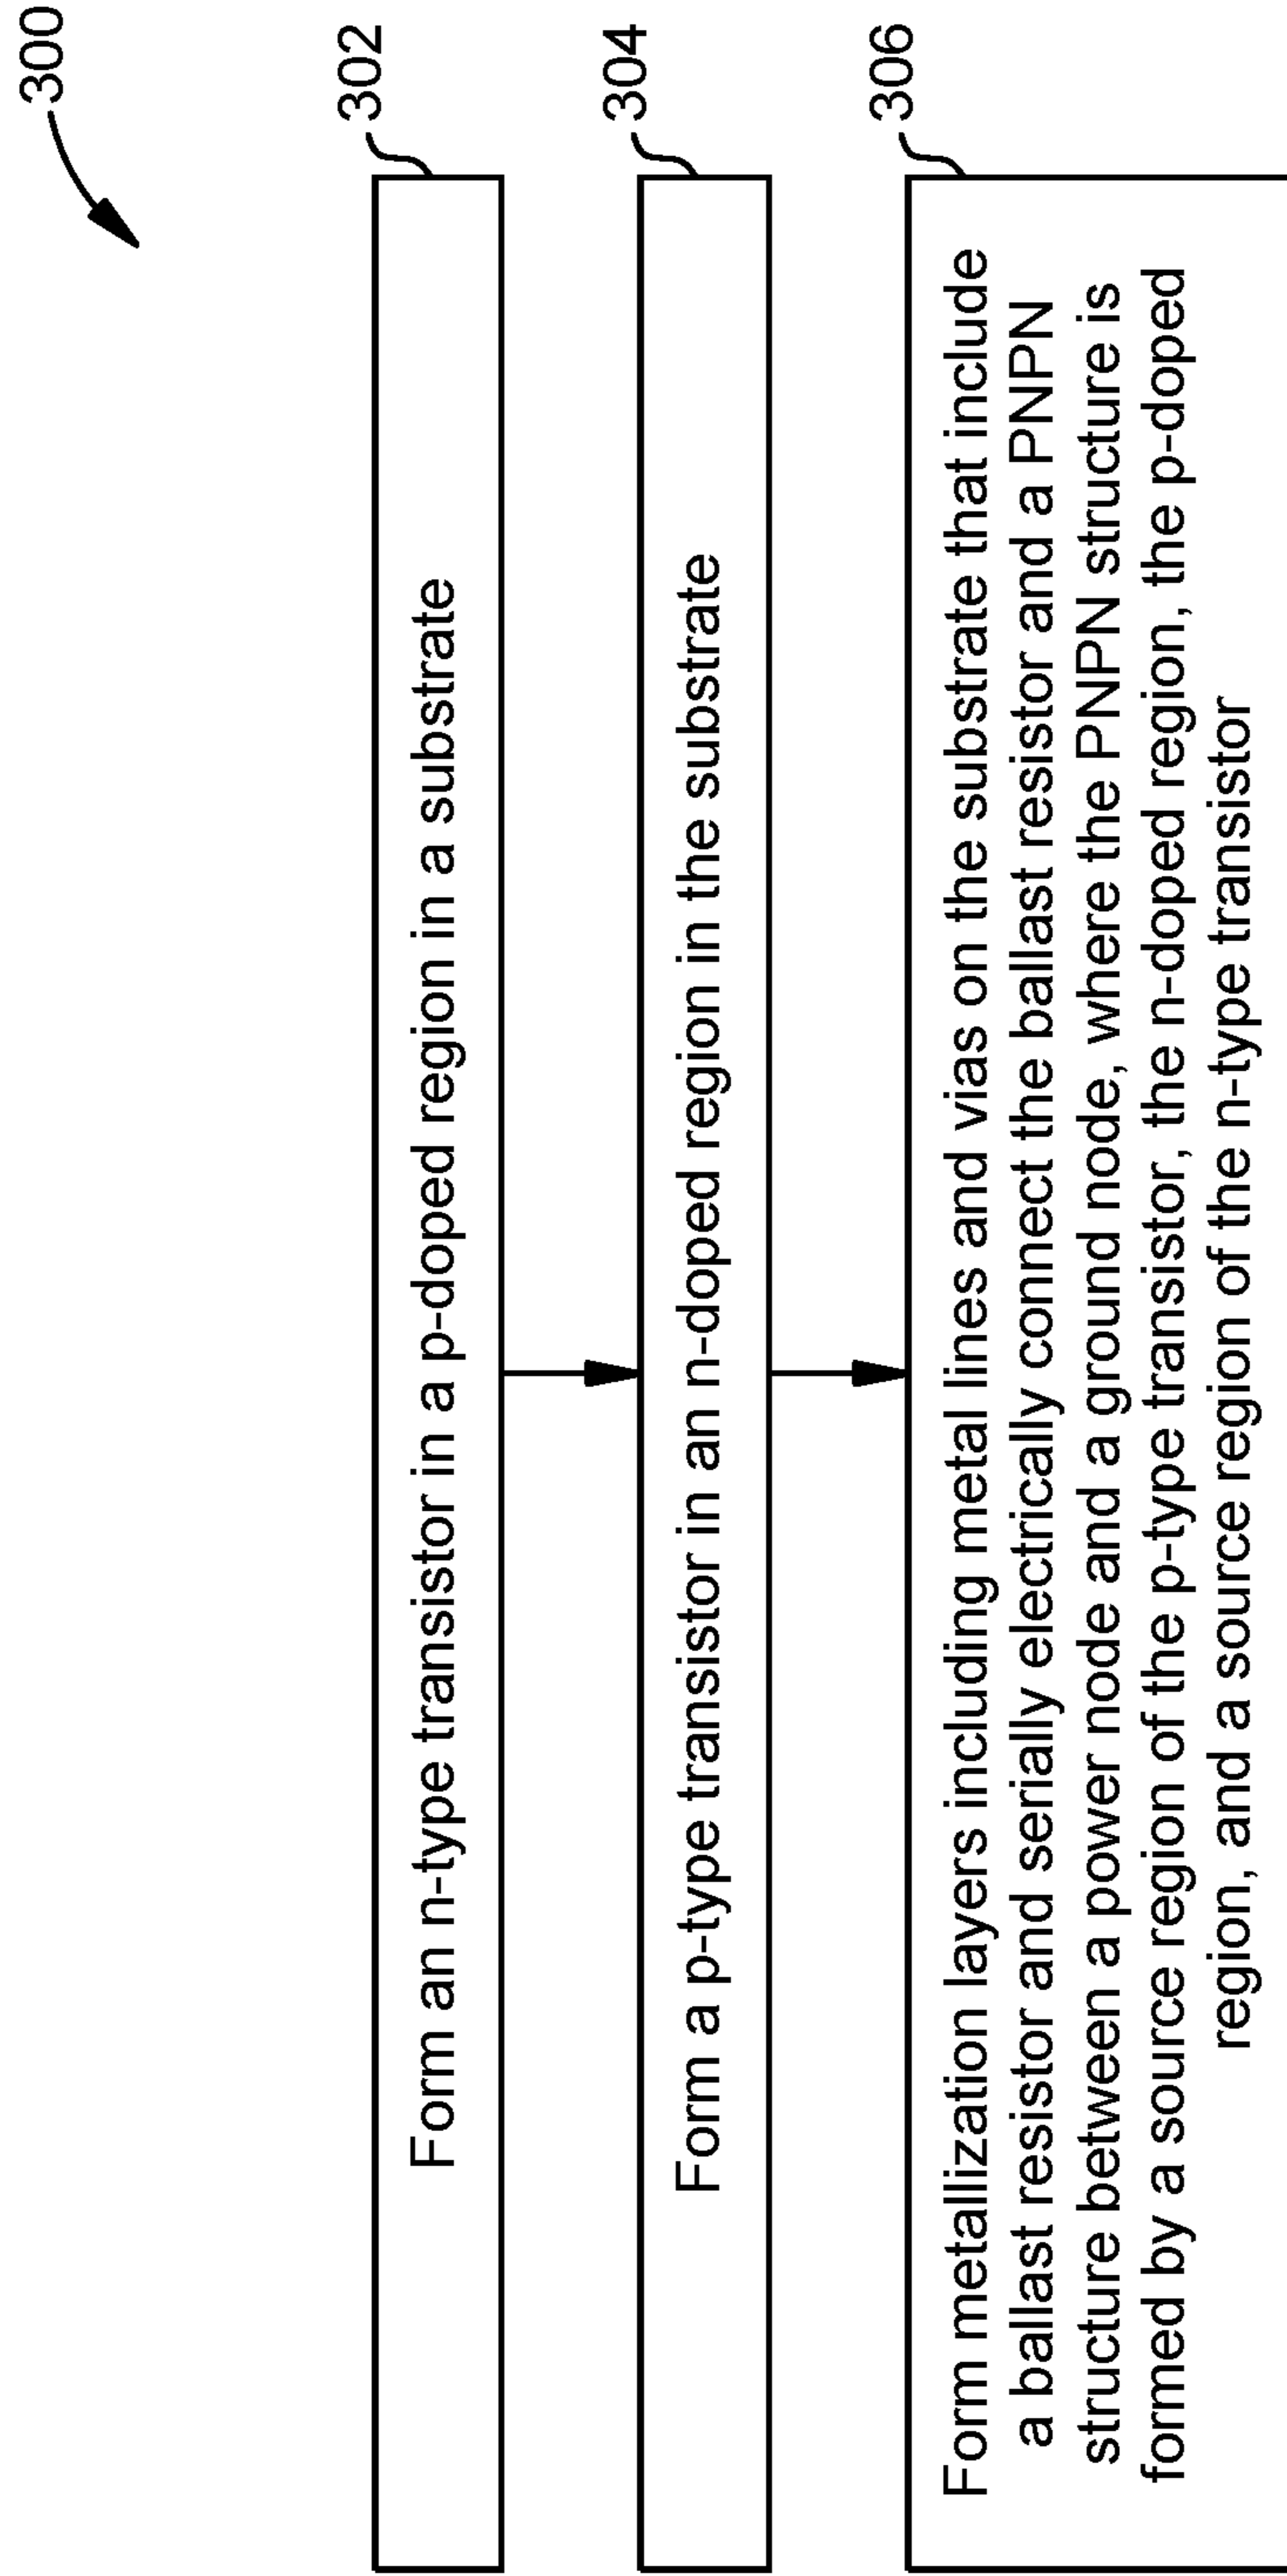 300
302
Form an n-type transistor in a p-doped region in a substrate
304
Form a p-type transistor in an n-doped region in the substrate
306
Form metallization layers including metal lines and vias on the substrate that include
a ballast resistor and serially electrically connect the ballast resistor and a PNPN
structure between a power node and a ground node, where the PNPN structure is
formed by a source region of the p-type transistor, the n-doped region, the p-doped
region, and a source region of the n-type transistor